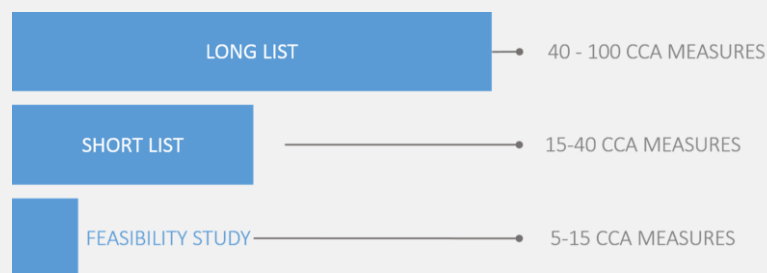 LONG LIST
40 - 100 CCA MEASURES
SHORT LIST
15-40 CCA MEASURES
FEASIBILITY STUDY
5-15 CCA MEASURES